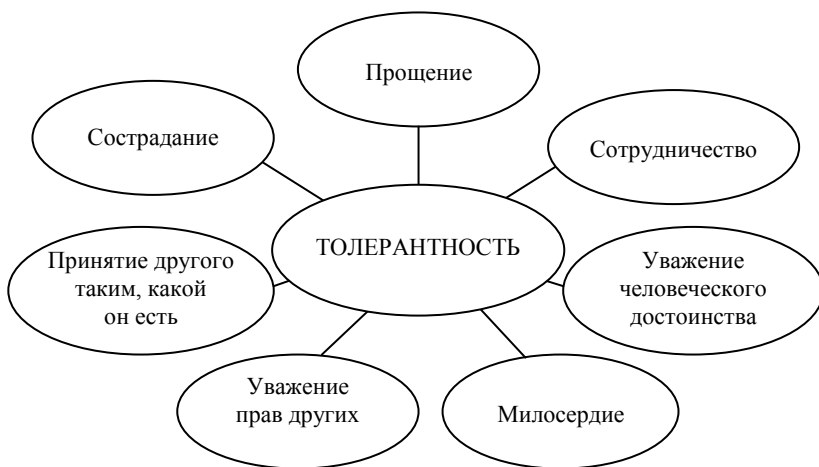 Прощение
Сострадание
Сотрудничество
ТОЛЕРАНТНОСТЬ
Принятие другого
таким, какой
он есть
Уважение
человеческого
достоинства
Уважение
прав других
Милосердие